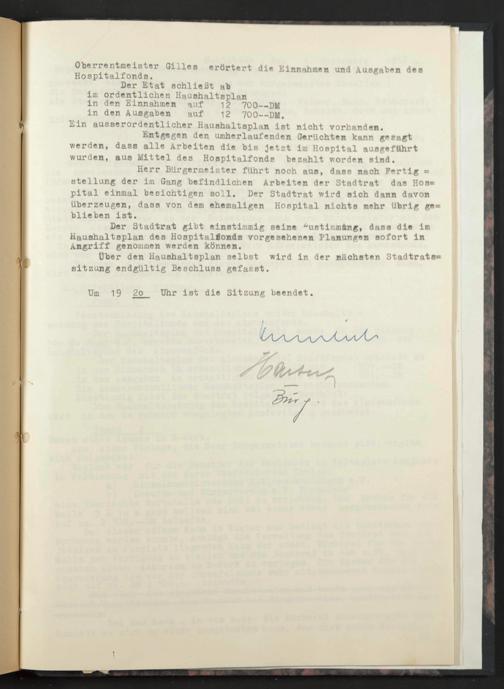 Oberrentmeister Gilles erörtert die Einnahmen und Ausgaben des
Hospitalfonds.
Der Etat schließt ab
im ordentlichen Haushaltsplan
in den Einnahmen auf 12 700--DM
in den Ausgaben auf 12 700--DM.
Ein ausserordentlicher Haushaltsplan ist nicht vorhanden.
Entgegen den umherlaufenden Gerüchten kann gesagt
werden, dass alle Arbeiten die bis jetzt im Hospital ausgeführt
wurden, aus Mittel des Hospitalfonds bezahlt worden sind.
Herr Bürgermeister führt noch aus, dass nach Fertig =
stellung der im Gang befindlichen Arbeiten der Stadtrat das Hos=
pital einmal besichtigen soll. Der Stadtrat wird sich dann davon
überzeugen, dass von dem ehemaligen Hospital nichts mehr übrig ge=
blieben ist.
Der Stadtrat gibt einstimmig seine "ustimmung, dass die im
Haushaltsplan des Hospitalfonds vorgesehenen Planungen sofort in
Angriff genommen werden können.
Über den Haushaltsplan selbst wird in der nächsten Stadtrats=
sitzung endgültig Beschluss gefasst.
Um 19 20 Uhr ist die Sitzung beendet.